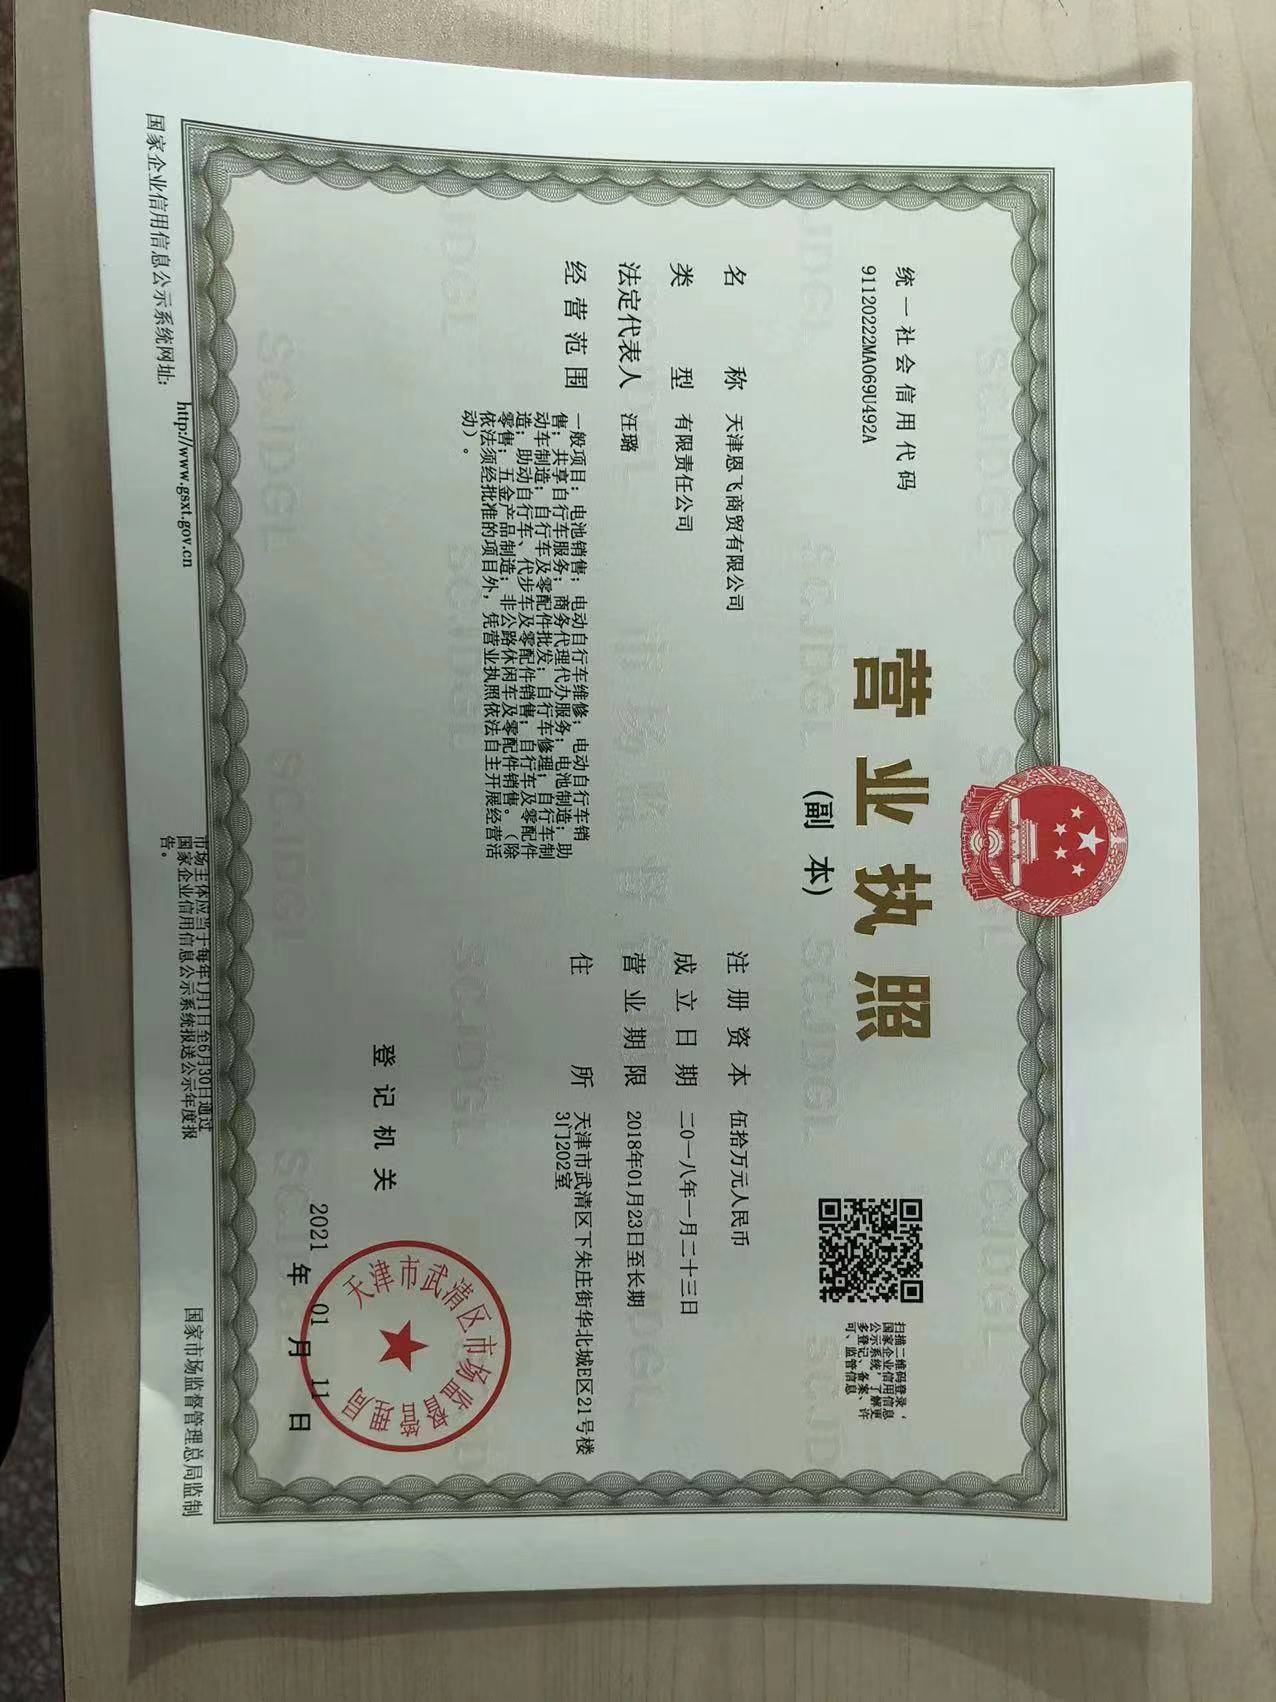 统一社会信用代码
91120222MA069U492A
营业执照
(副 本)
扫描二维码登录‘
国家企业信用信息
公示系统’了解更
多登记、备案、许
可、监管信息
名 称 天津恩飞商贸有限公司
类 型 有限责任公司
法定代表人 汪璐
经营范围 一般项目：电池销售；电动自行车维修；电动自行车销
售；共享自行车服务；商务代理代办服务；电池制造；助
动车制造；自行车及零配件批发；自行车修理；自行车制
造；助动自行车、代步车及零配件销售；自行车及零配件
零售；五金产品制造；非公路休闲车及零配件销售。（除
依法须经批准的项目外，凭营业执照依法自主开展经营活
动）。
注册资本 伍拾万元人民币
成立日期 二0一八年一月二十三日
营业期限 2018年01月23日至长期
住 所 天津市武清区下朱庄街华北城E区21号楼
3门202室
登记机关
天津市武清区市场监督管理局
2021年01月11日
SCJDGL
市场监督管理
国家企业信用信息公示系统网址：
http://www.gsxt.gov.cn
市场主体应当于每年1月1日至6月30日通过
国家企业信用信息公示系统报送公示年度报
告。
国家市场监督管理总局监制